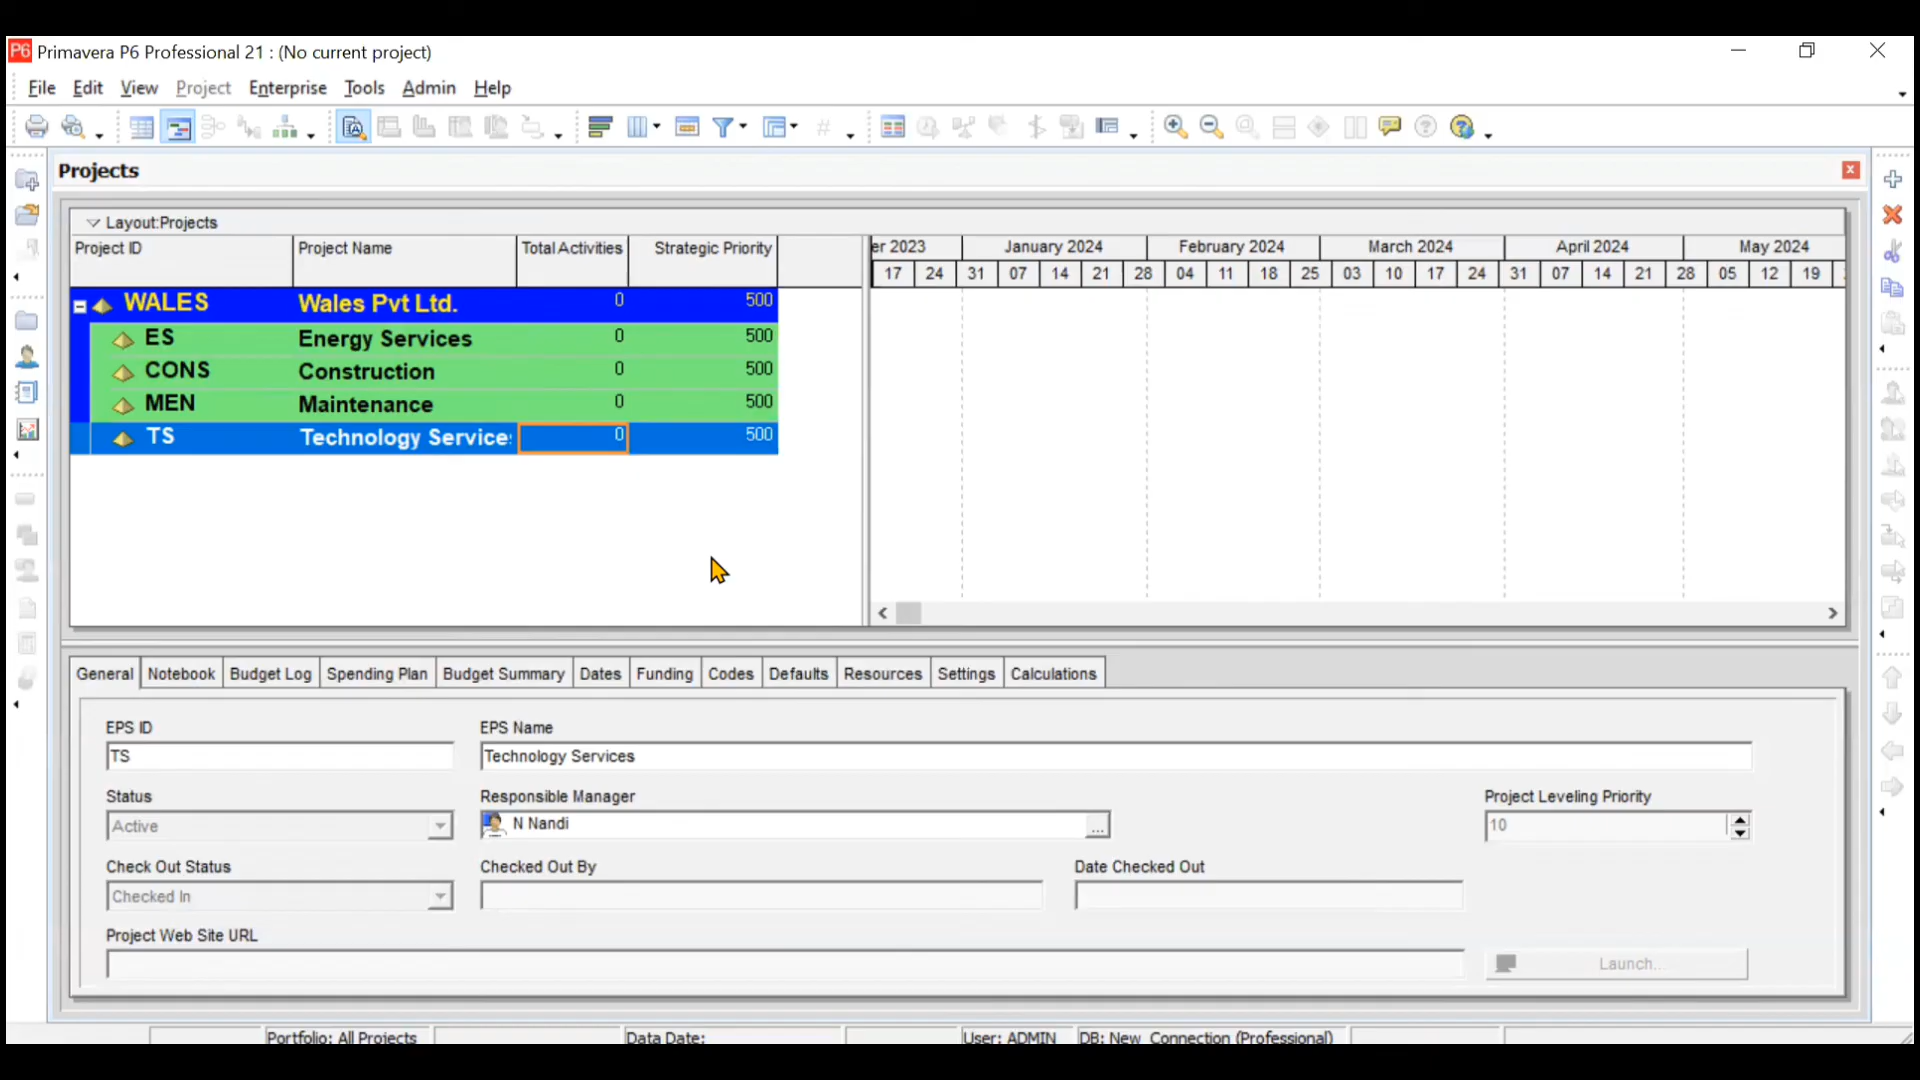 P6 Primavera P6 Professional 21 : (No current project)
File Edit View Project Enterprise Tools Admin Help
Projects
Layout:Projects
Project ID Project Name Total Activities Strategic Priority
er 2023 January 2024 February 2024 March 2024 April 2024 May 2024
17 24 31 07 14 21 28 04 11 18 25 03 10 17 24 31 07 14 21 28 05 12 19
WALES Wales Pvt Ltd. 0 500
ES Energy Services 0 500
CONS Construction 0 500
MEN Maintenance 0 500
TS Technology Services 0 500
General Notebook Budget Log Spending Plan Budget Summary Dates Funding Codes Defaults Resources Settings Calculations
EPS ID EPS Name
TS Technology Services
Status Responsible Manager Project Leveling Priority
Active N Nandi ... 10
Check Out Status Checked Out By Date Checked Out
Checked In
Project Web Site URL
Launch...
Portfolio: All Projects Data Date: User: ADMIN DB: New_Connection (Professional)